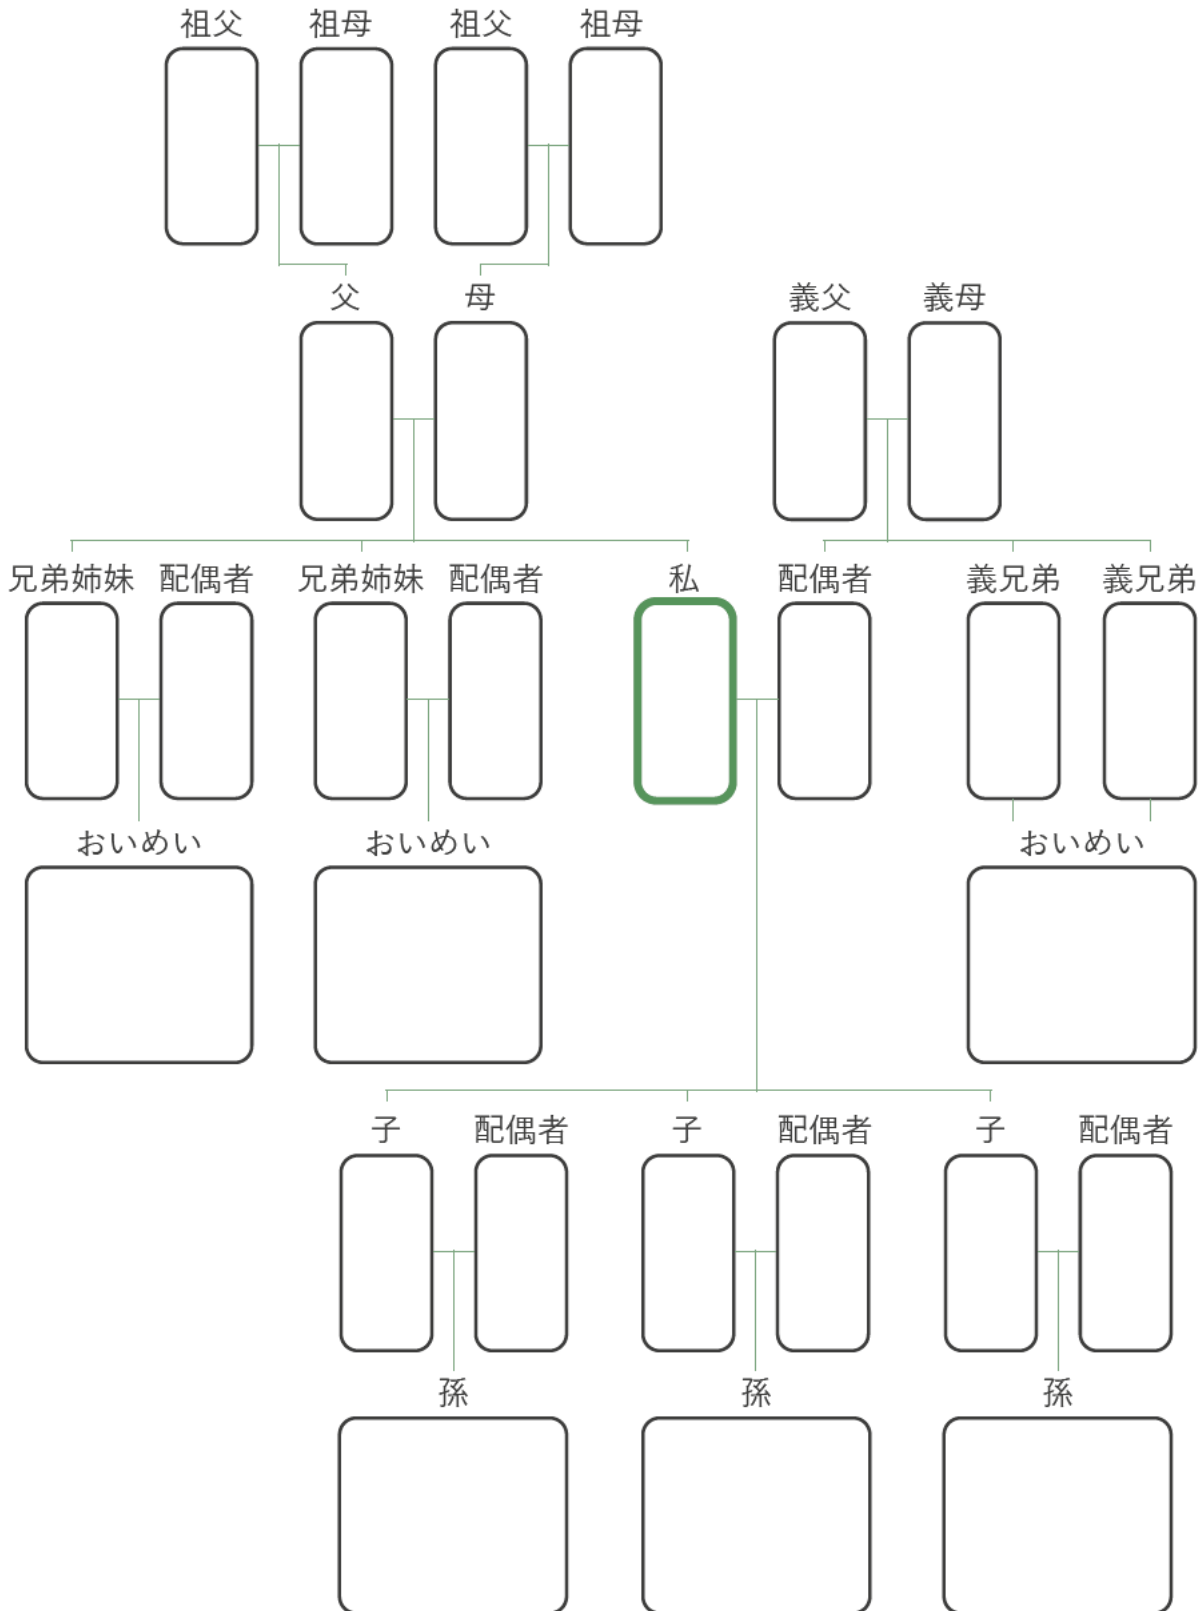 祖父 祖母 祖父 祖母
父 母 義父 義母
兄弟姉妹 配偶者 兄弟姉妹 配偶者 私 配偶者 義兄弟 義兄弟
おいめい おいめい おいめい
子 配偶者 子 配偶者 子 配偶者
孫 孫 孫